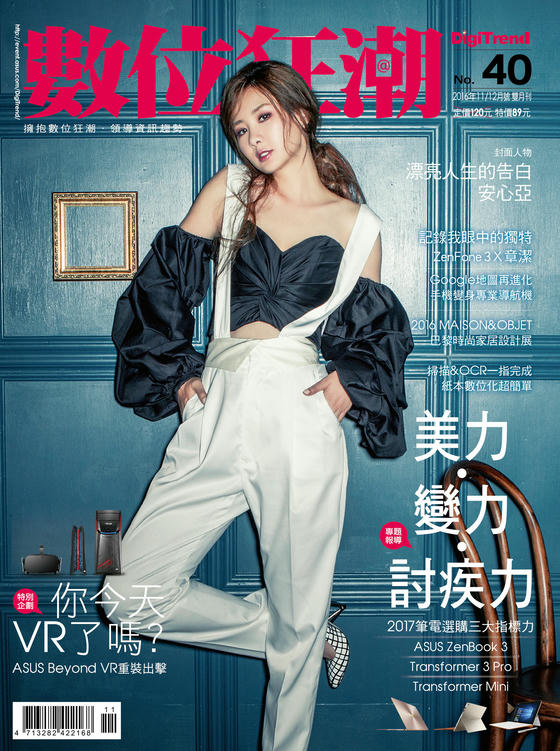 http://event.asus.com/DigiTrend/
數位狂潮
@
DigiTrend
No. 40
2016年11/12月號 雙月刊
定價120元 特價89元
擁抱數位狂潮‧領導資訊趨勢
封面人物
漂亮人生的告白
安心亞
記錄我眼中的獨特
ZenFone 3 X 章潔
Google地圖再進化
手機變身專業導航機
2016 MAISON&OBJET
巴黎時尚家居設計展
掃描&OCR一指完成
紙本數位化超簡單
美力
‧
變力
‧
討疾力
專題
報導
2017筆電選購三大指標力
ASUS ZenBook 3
Transformer 3 Pro
Transformer Mini
特別
企劃
你今天
VR了嗎?
ASUS Beyond VR重裝出擊
11
4 713282 422168